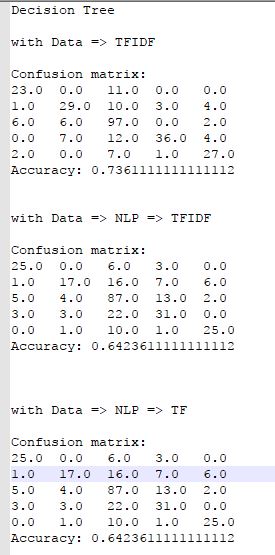 Decision Tree
with Data => TFIDF
Confusion matrix:
23.0 0.0 11.0 0.0 0.0
1.0 29.0 10.0 3.0 4.0
6.0 6.0 97.0 0.0 2.0
0.0 7.0 12.0 36.0 4.0
2.0 0.0 7.0 1.0 27.0
Accuracy: 0.7361111111111112
with Data => NLP => TFIDF
Confusion matrix:
25.0 0.0 6.0 3.0 0.0
1.0 17.0 16.0 7.0 6.0
5.0 4.0 87.0 13.0 2.0
3.0 3.0 22.0 31.0 0.0
0.0 1.0 10.0 1.0 25.0
Accuracy: 0.6423611111111112
with Data => NLP => TF
Confusion matrix:
25.0 0.0 6.0 3.0 0.0
1.0 17.0 16.0 7.0 6.0
5.0 4.0 87.0 13.0 2.0
3.0 3.0 22.0 31.0 0.0
0.0 1.0 10.0 1.0 25.0
Accuracy: 0.6423611111111112